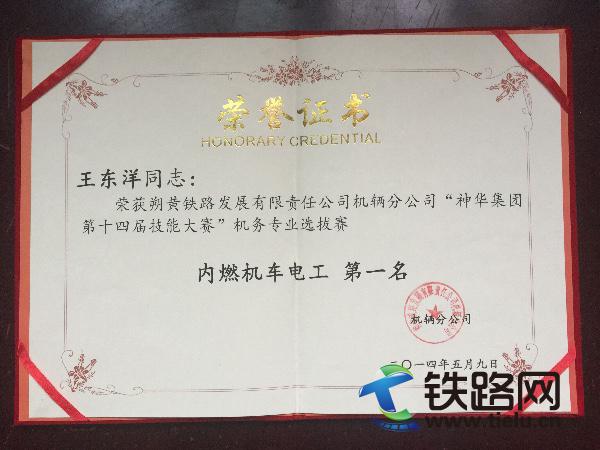 荣誉证书
HONORARY CREDENTIAL
王东洋同志：
荣获朔黄铁路发展有限责任公司机辆分公司“神华集团
第十四届技能大赛”机务专业选拔赛
内燃机车电工 第一名
机辆分公司
二〇一四年五月九日
铁路网
www.tielu.cn